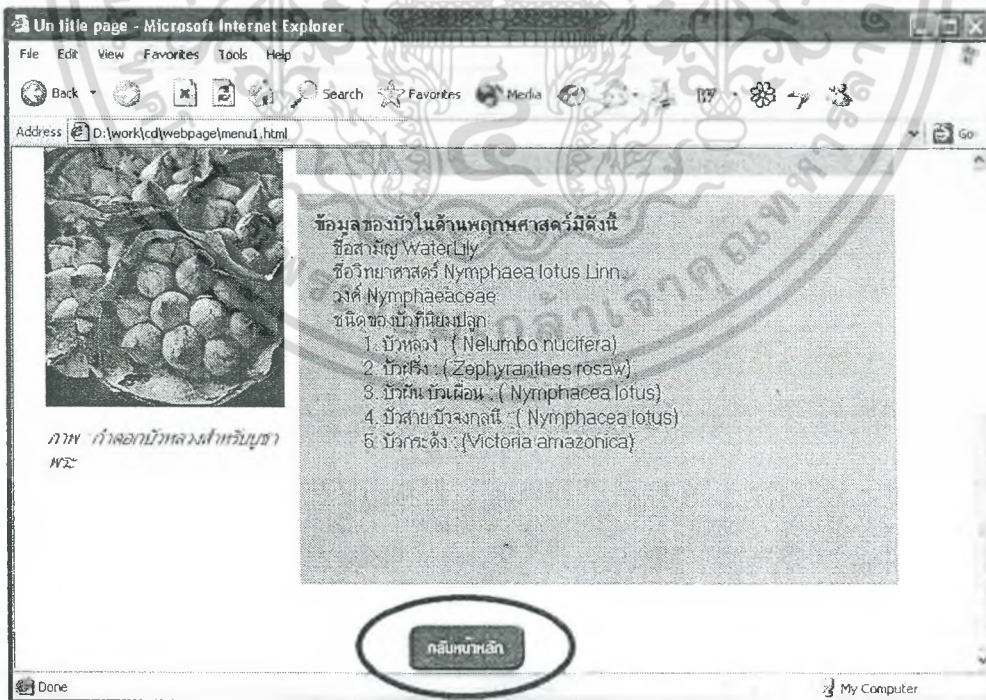 Un title page - Microsoft Internet Explorer
File Edit View Favorites Tools Help
Back Search Favorites Media
Address D:\work\cd\webpage\menu1.html Go
ข้อมูลของบัวในด้านพฤกษศาสตร์มีดังนี้
ชื่อสามัญ WaterLily
ชื่อวิทยาศาสตร์ Nymphaea lotus Linn.
วงศ์ Nymphaeaceae
ชนิดของบัวที่นิยมปลูก
1. บัวหลวง : ( Nelumbo nucifera)
2. บัวฝรั่ง : (Zephyranthes rosaw)
3. บัวผัน บัวเผื่อน : ( Nymphacea lotus)
4. บัวสาย บัวจงกลนี : ( Nymphacea lotus)
5. บัวกระด้ง : (Victoria amazonica)
ภาพ กำดอกบัวหลวงสำหรับบูชา
พระ
กลับหน้าหลัก
Done My Computer